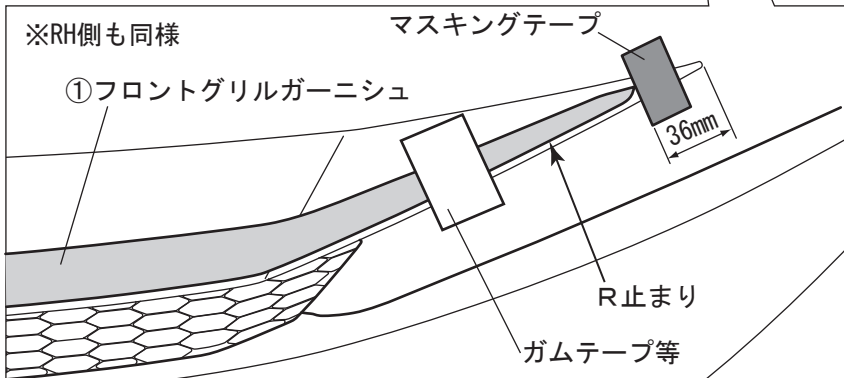 ※RH側も同様
マスキングテープ
①フロントグリルガーニシュ
36mm
R止まり
ガムテープ等